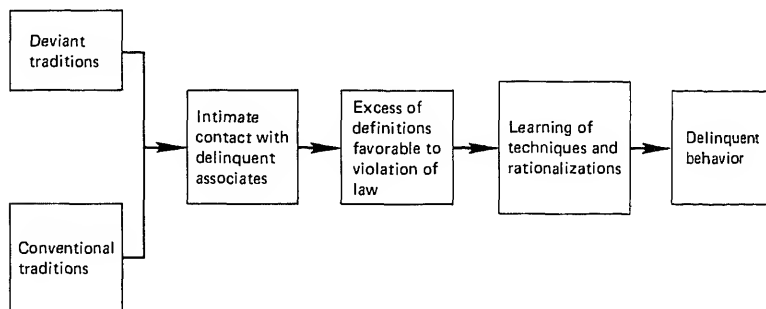 Deviant
traditions
Intimate
contact with
delinquent
associates
Excess of
definitions
favorable to
violation of
law
Learning of
techniques and
rationalizations
Delinquent
behavior
Conventional
traditions